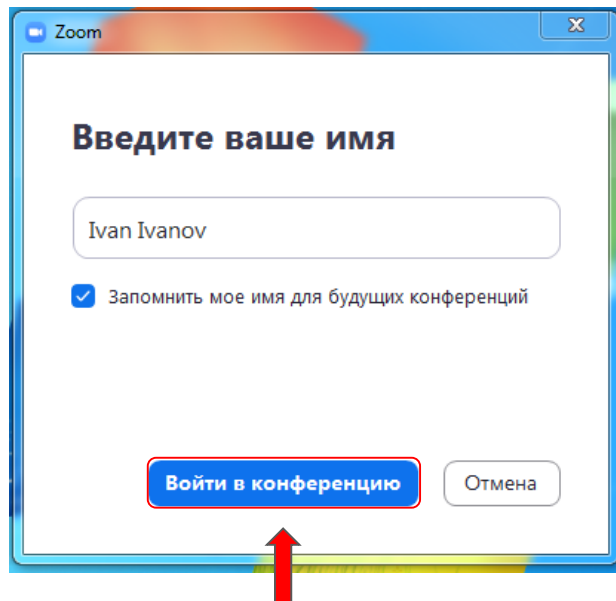 Zoom
Введите ваше имя
Ivan Ivanov
Запомнить мое имя для будущих конференций
Войти в конференцию
Отмена